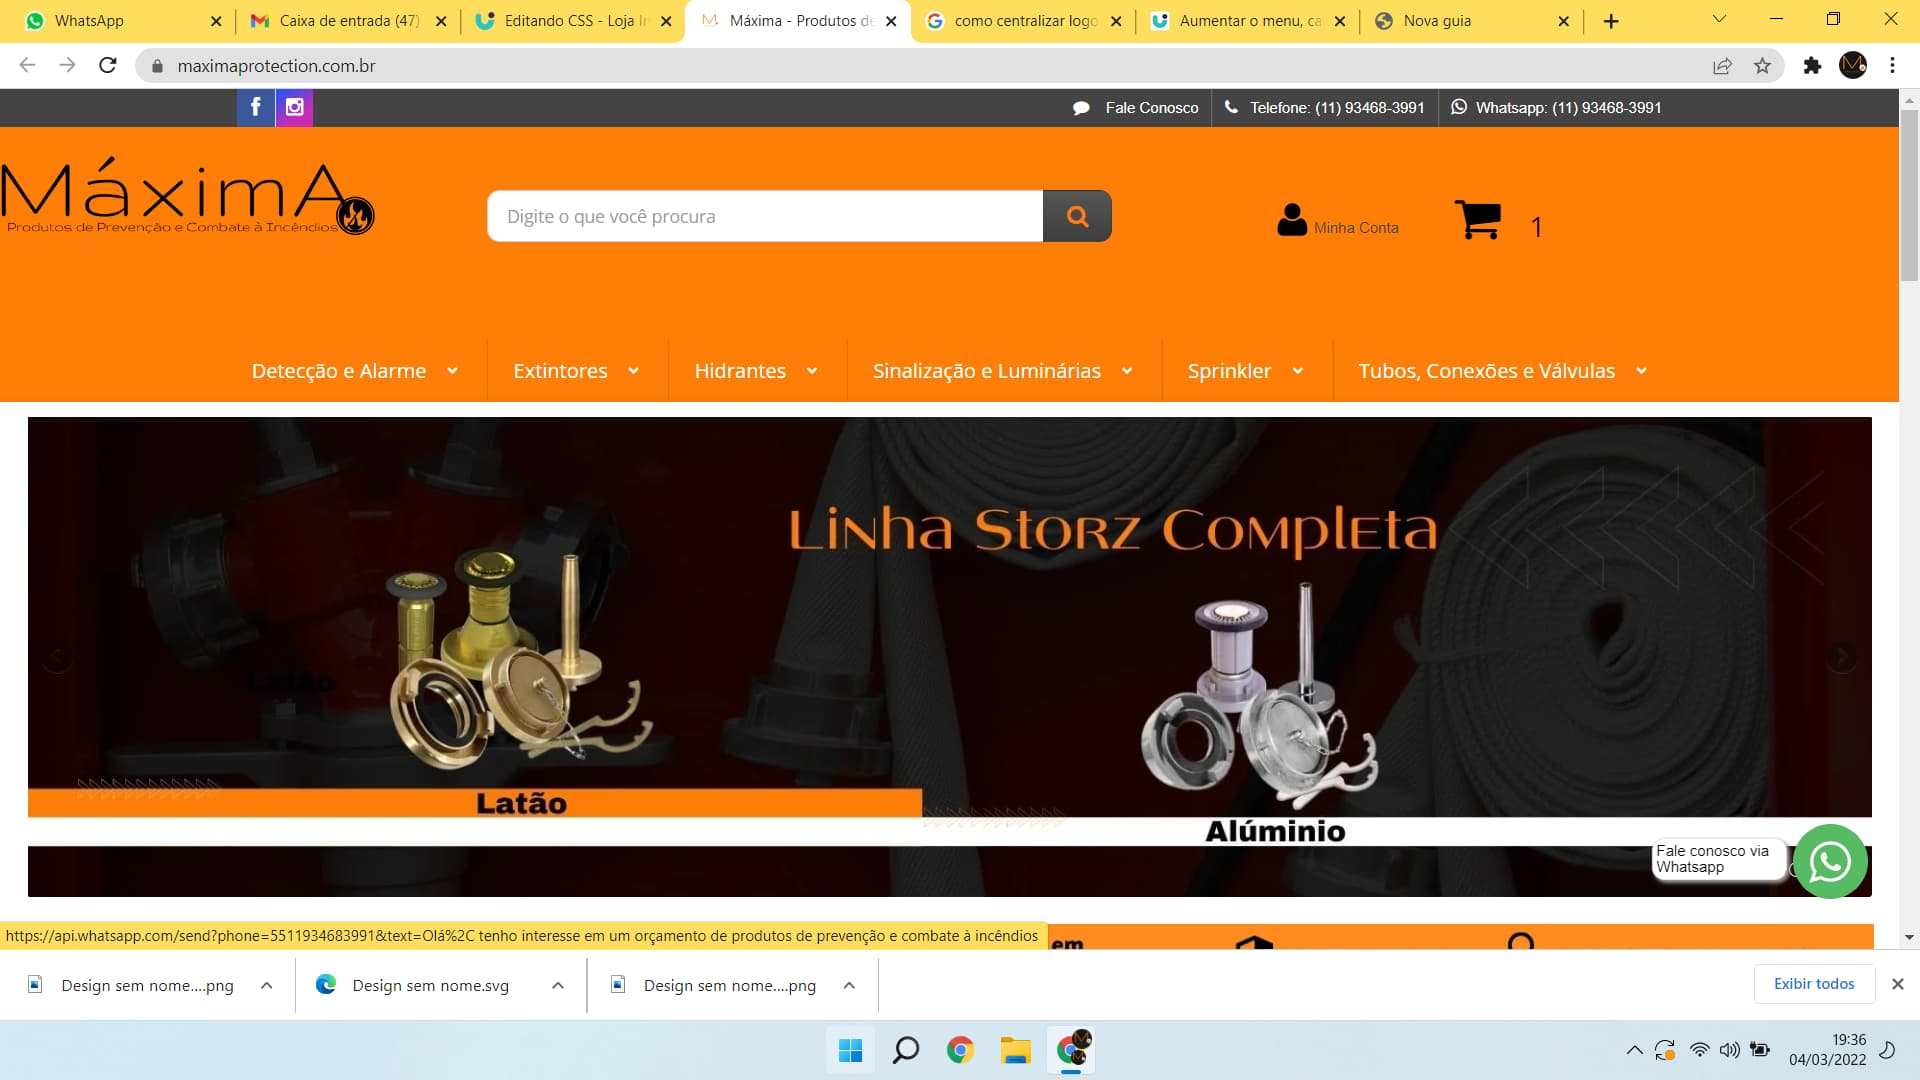 WhatsApp
Caixa de entrada (47)
Editando CSS - Loja In
Máxima - Produtos de
como centralizar logo
Aumentar o menu, ca
Nova guia
maximaprotection.com.br
Fale Conosco
Telefone: (11) 93468-3991
Whatsapp: (11) 93468-3991
MáximA
Produtos de Prevenção e Combate à Incêndios
Digite o que você procura
Minha Conta
1
Detecção e Alarme
Extintores
Hidrantes
Sinalização e Luminárias
Sprinkler
Tubos, Conexões e Válvulas
Linha Storz Completa
Latão
Latão
Alúminio
Fale conosco via
Whatsapp
https://api.whatsapp.com/send?phone=5511934683991&text=Olá%2C tenho interesse em um orçamento de produtos de prevenção e combate à incêndios
em
Design sem nome....png
Design sem nome.svg
Design sem nome....png
Exibir todos
19:36
04/03/2022